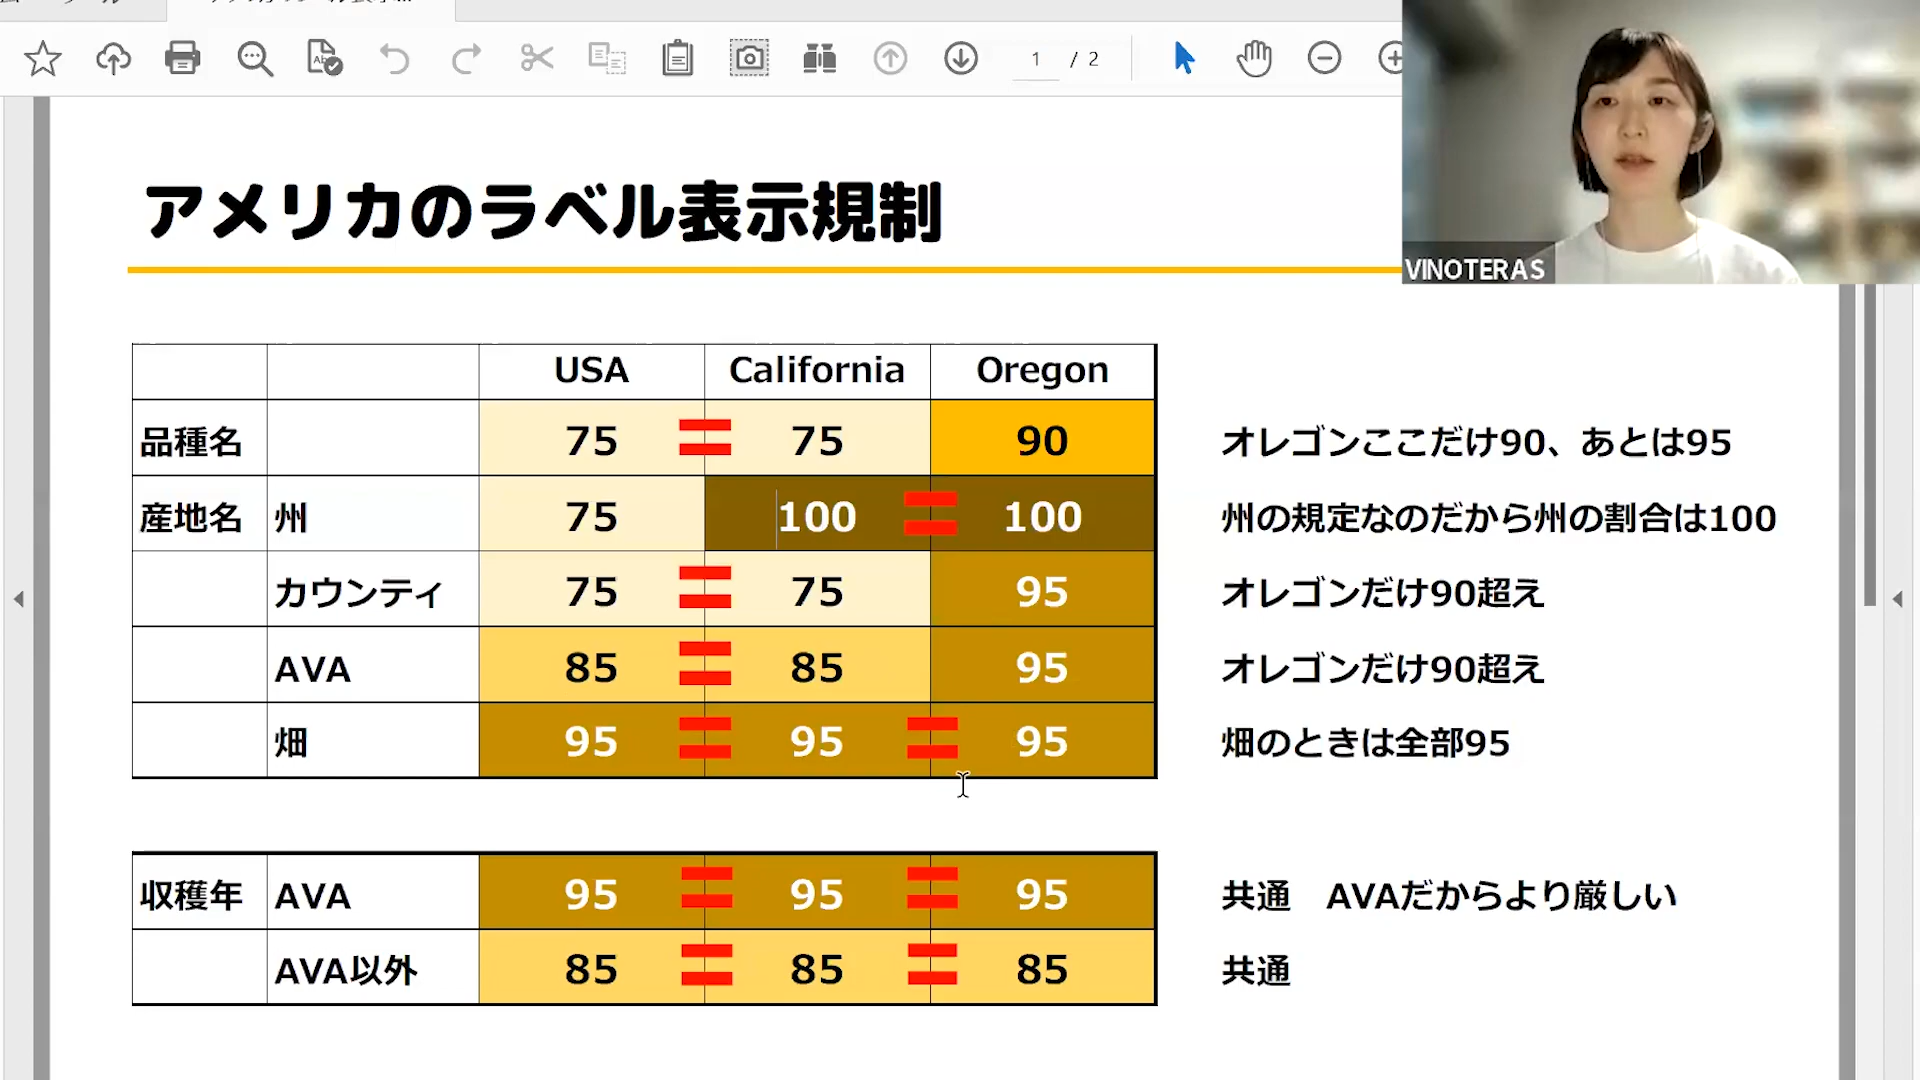 1 / 2
VINOTERAS
アメリカのラベル表示規制
USA California Oregon
品種名 75 = 75 90 オレゴンここだけ90、あとは95
産地名 州 75 100 = 100 州の規定なのだから州の割合は100
カウンティ 75 = 75 95 オレゴンだけ90超え
AVA 85 = 85 95 オレゴンだけ90超え
畑 95 = 95 = 95 畑のときは全部95
収穫年 AVA 95 = 95 = 95 共通 AVAだからより厳しい
AVA以外 85 = 85 = 85 共通